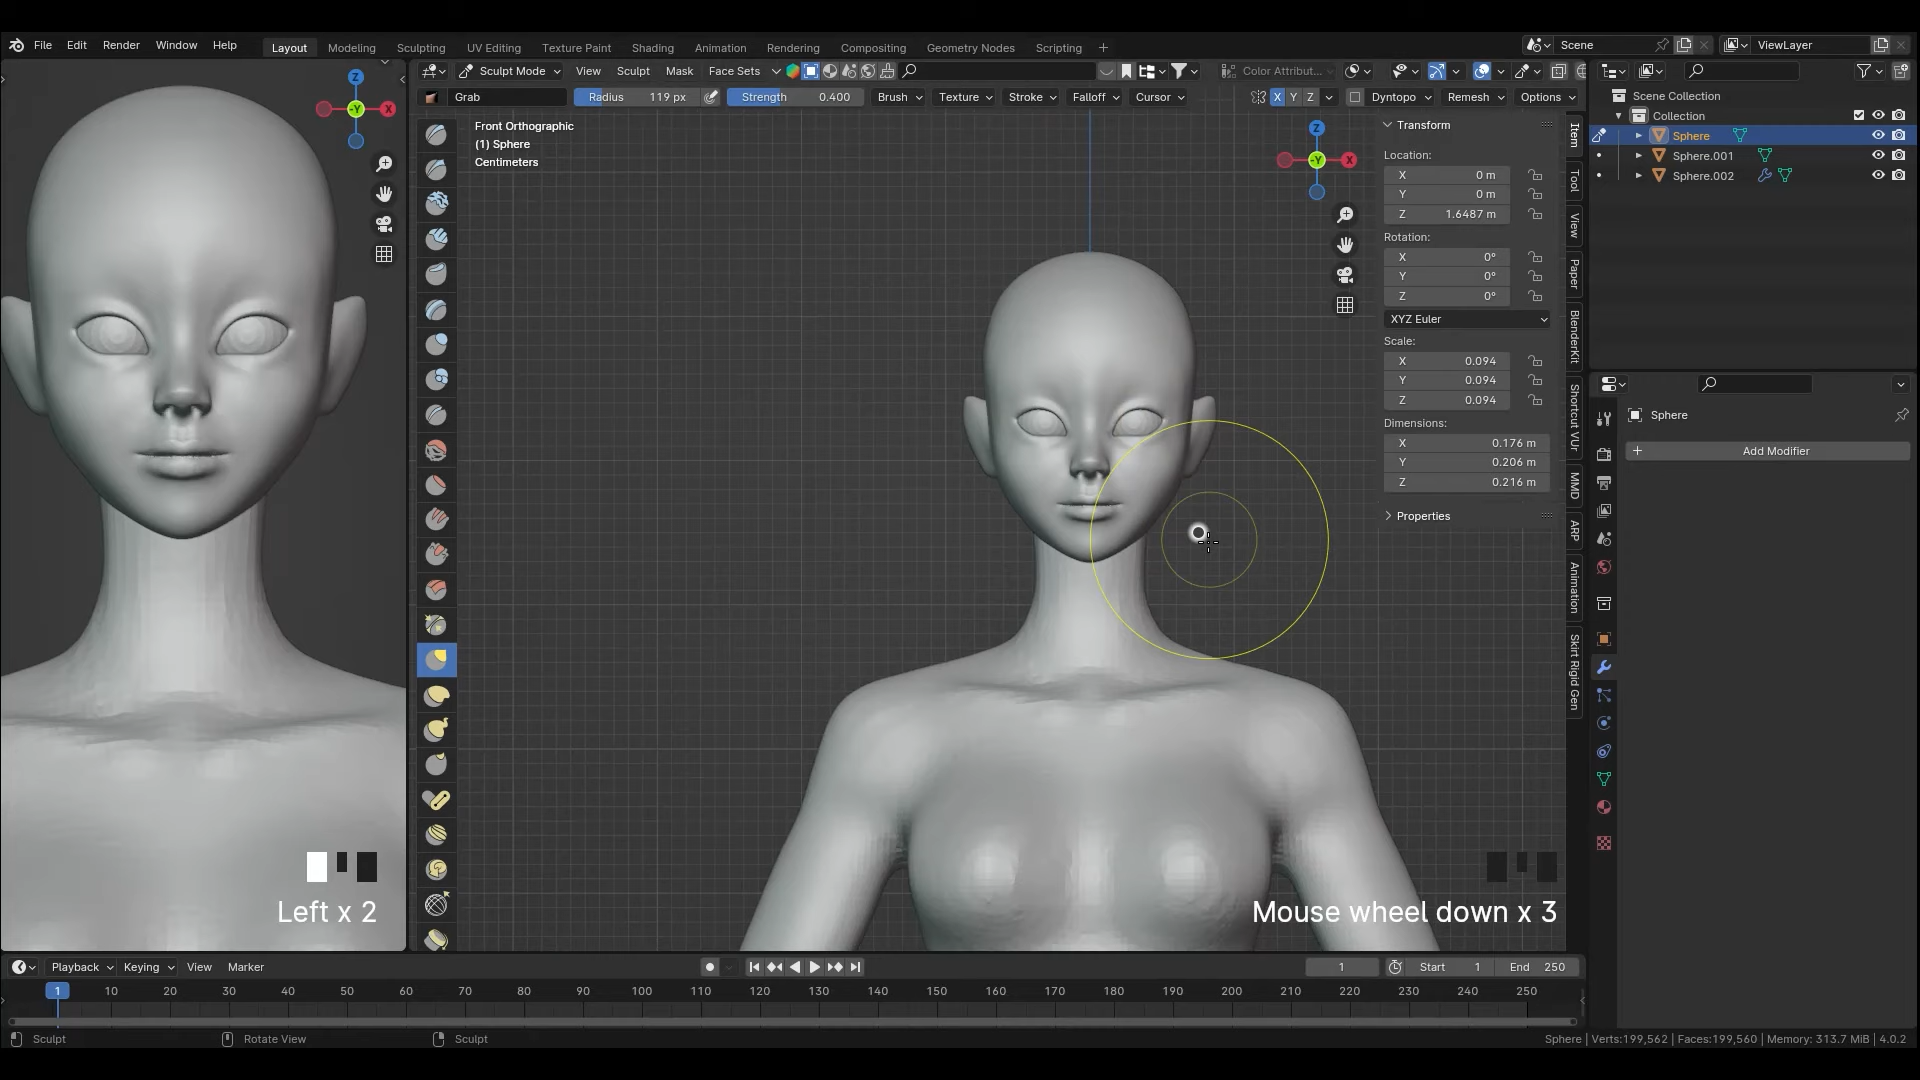 File Edit Render Window Help Layout Modeling Sculpting UV Editing Texture Paint Shading Animation Rendering Compositing Geometry Nodes Scripting + Scene ViewLayer
Sculpt Mode View Sculpt Mask Face Sets Color Attribut...
Grab Radius 119 px Strength 0.400 Brush Texture Stroke Falloff Cursor X Y Z Dyntopo Remesh Options
Front Orthographic
(1) Sphere
Centimeters
Z
-Y
X
Z
-Y
X
Transform
Location:
X 0 m
Y 0 m
Z 1.6487 m
Rotation:
X 0°
Y 0°
Z 0°
XYZ Euler
Scale:
X 0.094
Y 0.094
Z 0.094
Dimensions:
X 0.176 m
Y 0.206 m
Z 0.216 m
Properties
Item
Tool
View
Paper
BlenderKit
Shortcut VUr
MMD
ARP
Animation
Skirt Rigid Gen
Scene Collection
Collection
Sphere
Sphere.001
Sphere.002
Sphere
+ Add Modifier
Left x 2
Mouse wheel down x 3
Playback Keying View Marker 1 Start 1 End 250
1 10 20 30 40 50 60 70 80 90 100 110 120 130 140 150 160 170 180 190 200 210 220 230 240 250
Sculpt Rotate View Sculpt Sphere | Verts:199,562 | Faces:199,560 | Memory: 313.7 MiB | 4.0.2